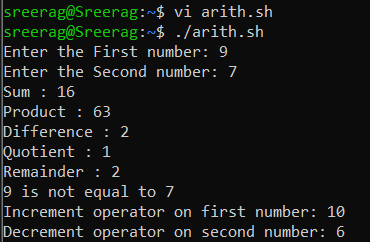 sreerag@Sreerag:~$ vi arith.sh
sreerag@Sreerag:~$ ./arith.sh
Enter the First number: 9
Enter the Second number: 7
Sum : 16
Product : 63
Difference : 2
Quotient : 1
Remainder : 2
9 is not equal to 7
Increment operator on first number: 10
Decrement operator on second number: 6